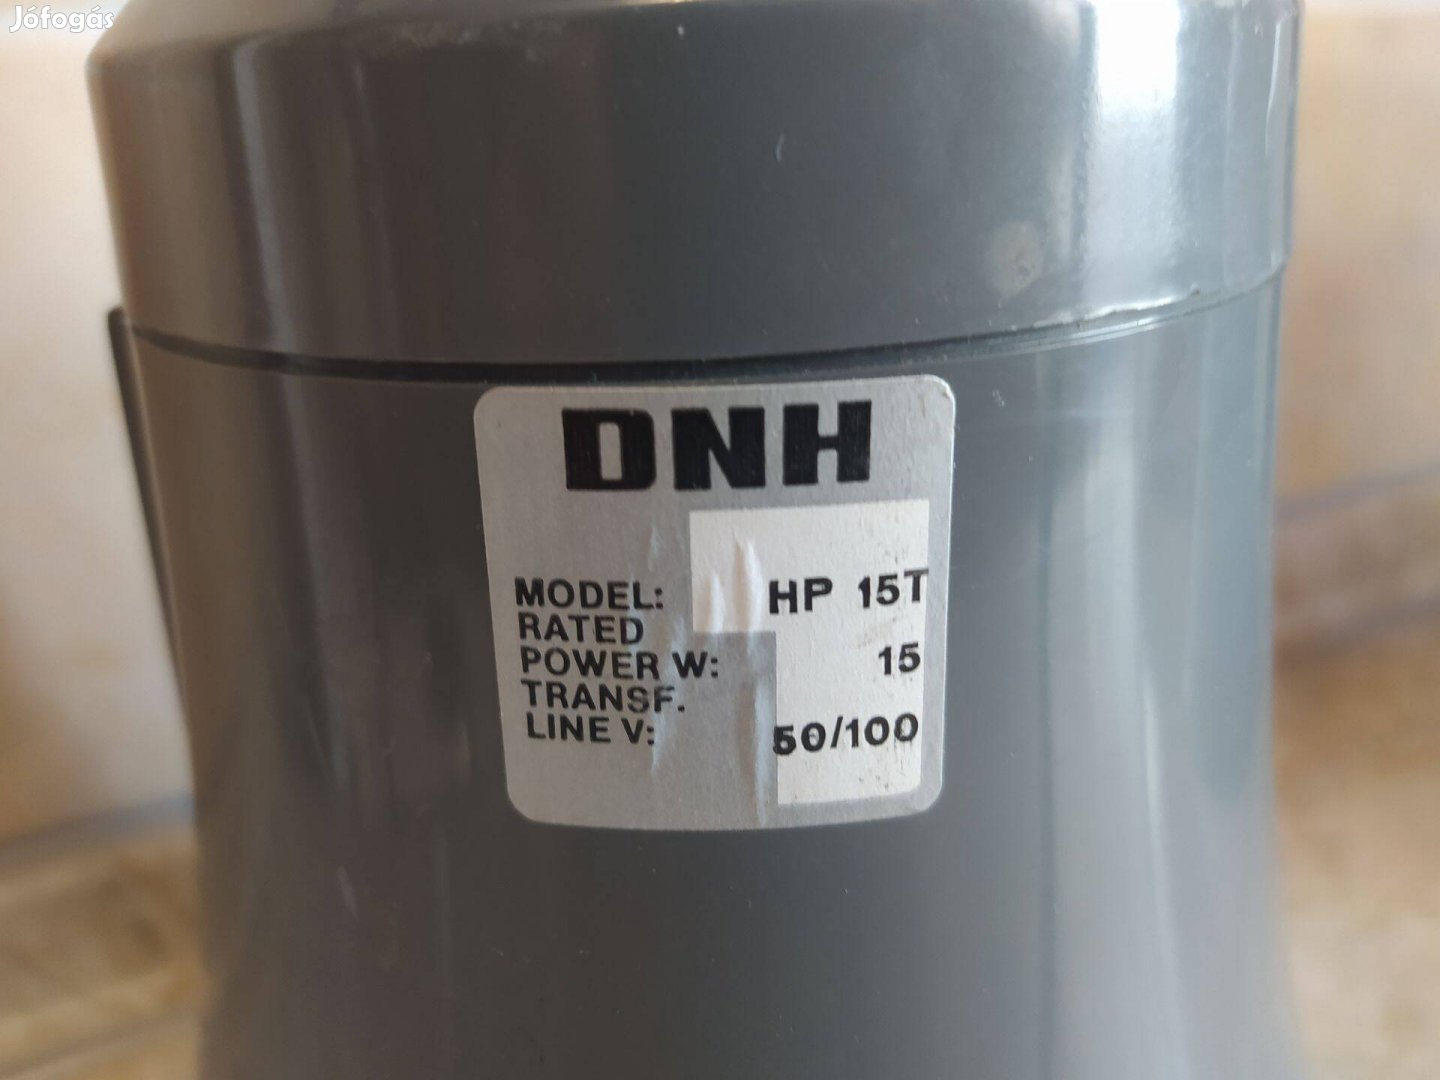 Jófogás
DNH
MODEL: HP 15T
RATED
POWER W: 15
TRANSF.
LINE V: 50/100